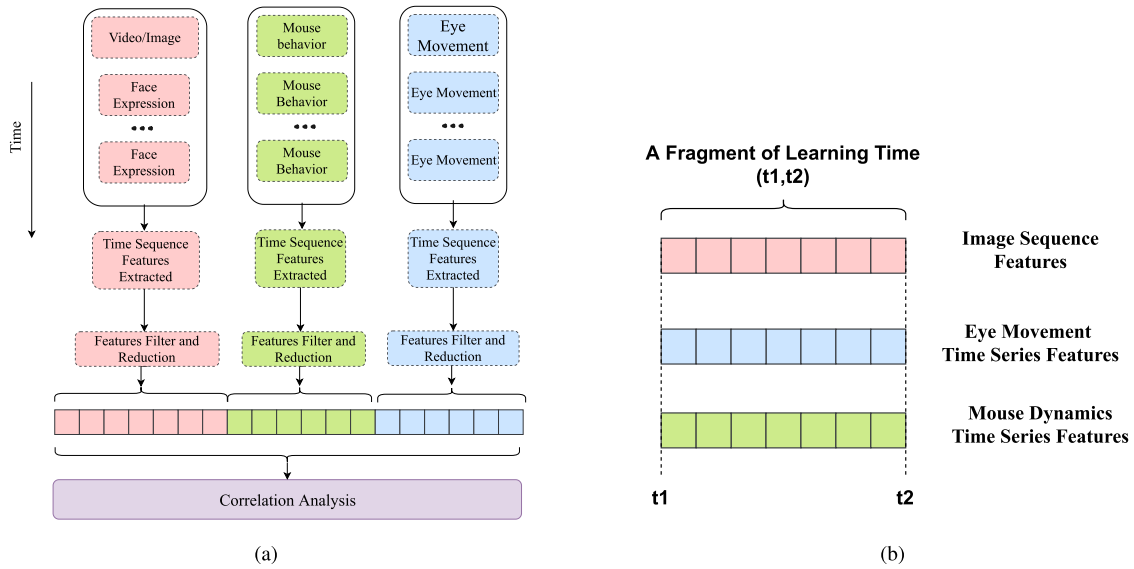 Video/Image
Face
Expression
Face
Expression
Time Sequence
Features
Extracted
Features Filter and
Reduction
Mouse
behavior
Mouse
Behavior
Mouse
Behavior
Time Sequence
Features
Extracted
Features Filter and
Reduction
Eye
Movement
Eye Movement
Eye Movement
Time Sequence
Features
Extracted
Features Filter and
Reduction
Time
Correlation Analysis
(a)
A Fragment of Learning Time
(t1,t2)
Image Sequence
Features
Eye Movement
Time Series Features
Mouse Dynamics
Time Series Features
t1
t2
(b)